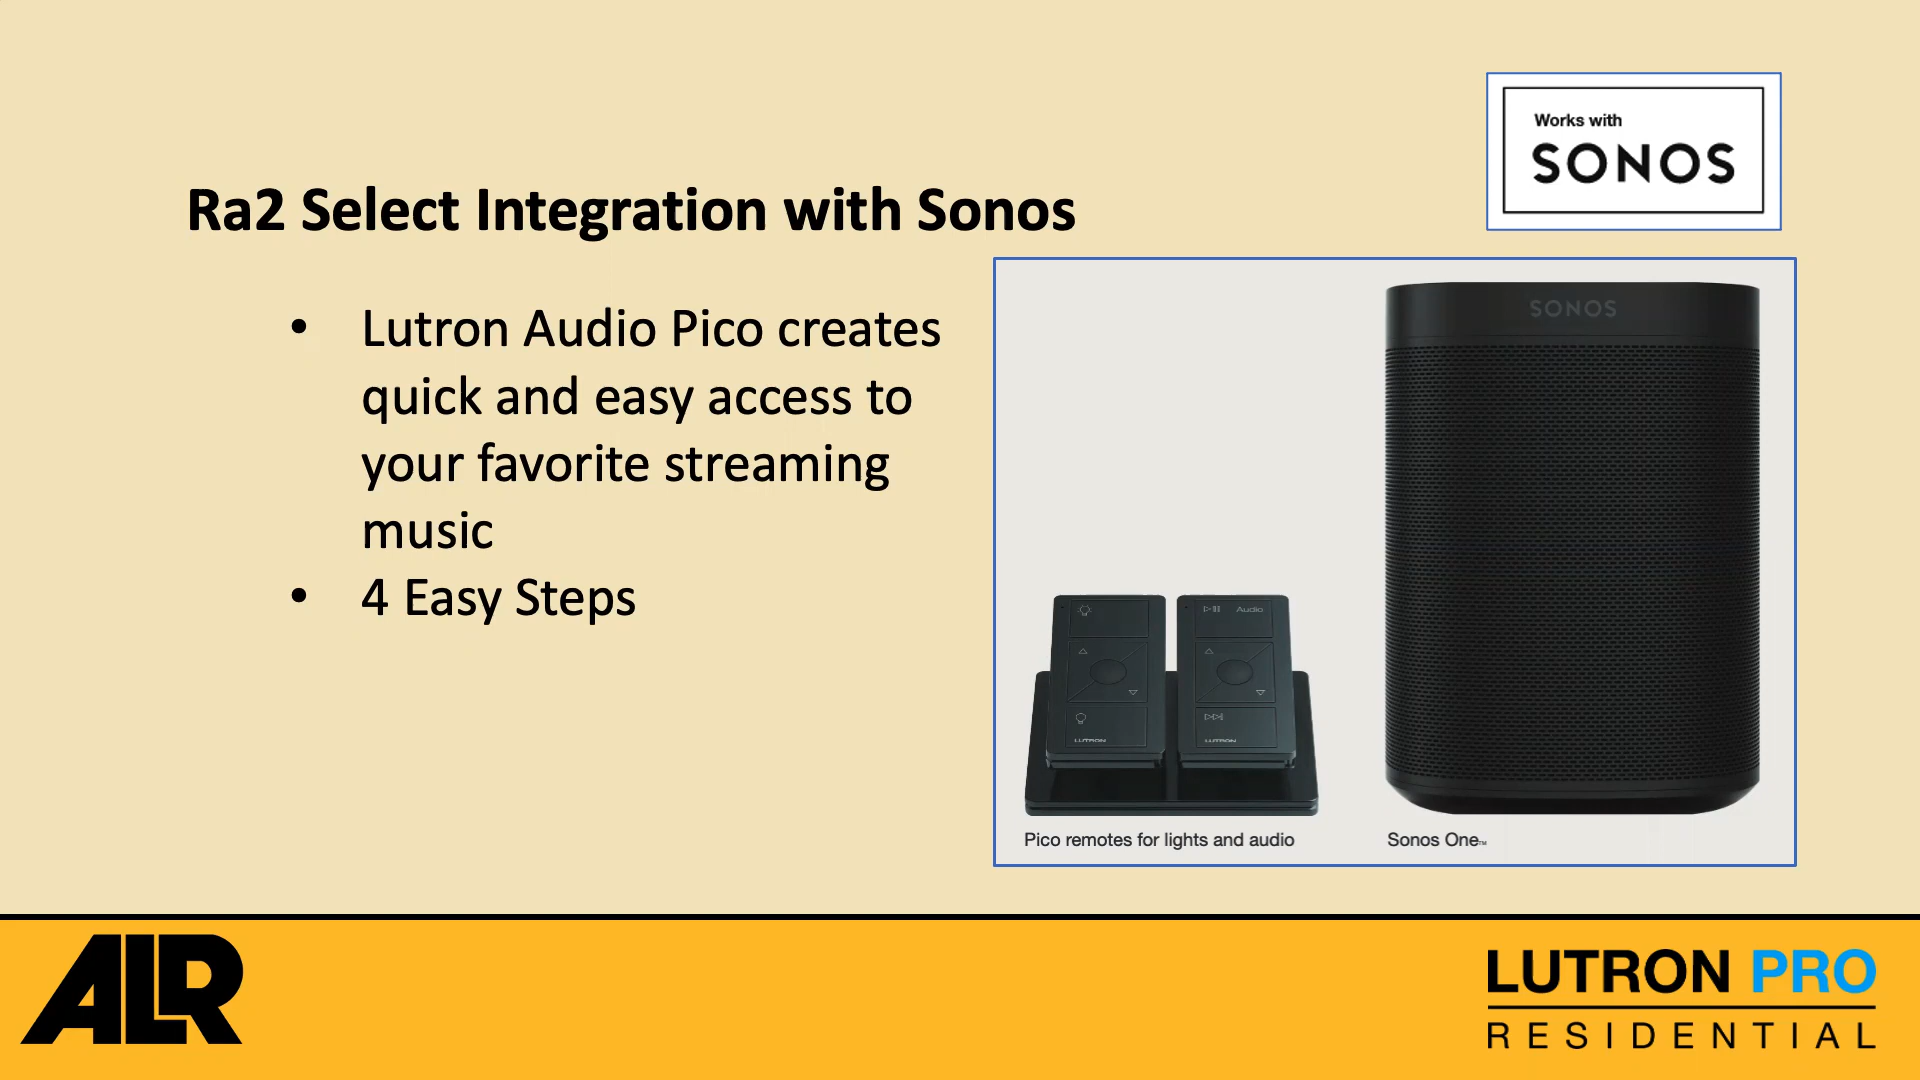 Works with
SONOS
Ra2 Select Integration with Sonos
• Lutron Audio Pico creates
quick and easy access to
your favorite streaming
music
• 4 Easy Steps
SONOS
Audio
LUTRON
LUTRON
Pico remotes for lights and audio
Sonos One™
ALR
LUTRON PRO
RESIDENTIAL